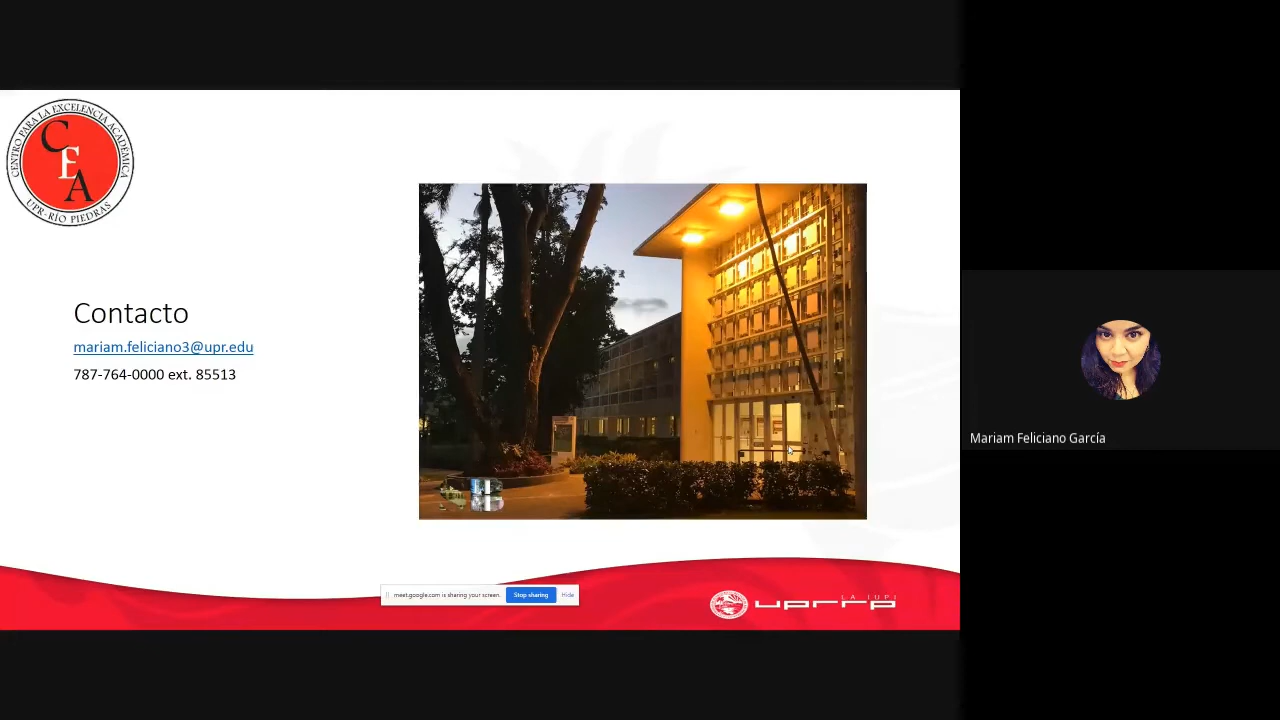 CENTRO PARA LA EXCELENCIA ACADÉMICA
CEA
UPR-RÍO PIEDRAS
Contacto
mariam.feliciano3@upr.edu
787-764-0000 ext. 85513
Mariam Feliciano García
meet.google.com is sharing your screen.
Stop sharing
Hide
LA IUPI
uprrp